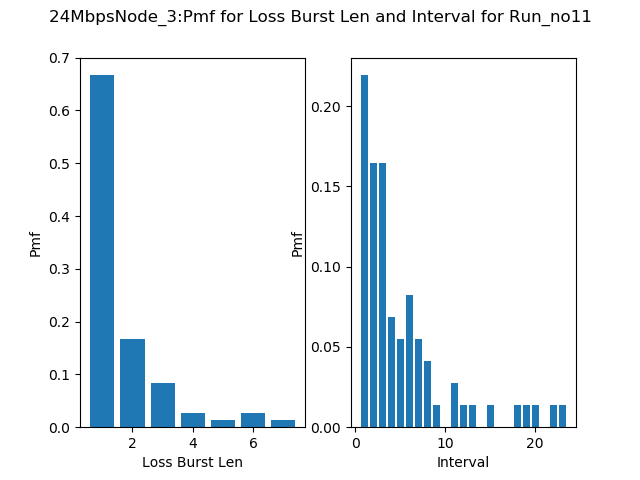 24MbpsNode_3:Pmf for Loss Burst Len and Interval for Run_no11
0.7
0.6
0.5
0.4
0.3
0.2
0.1
0.0
Pmf
2 4 6
Loss Burst Len
0.20
0.15
0.10
0.05
0.00
Pmf
0 10 20
Interval